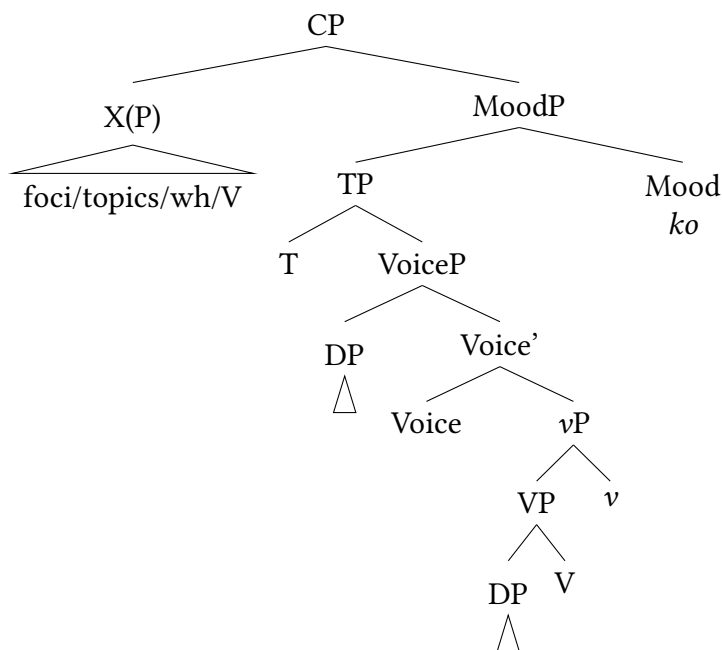 CP
X(P) MoodP
foci/topics/wh/V TP Mood
ko
T VoiceP
DP Voice’
Voice vP
VP v
DP V